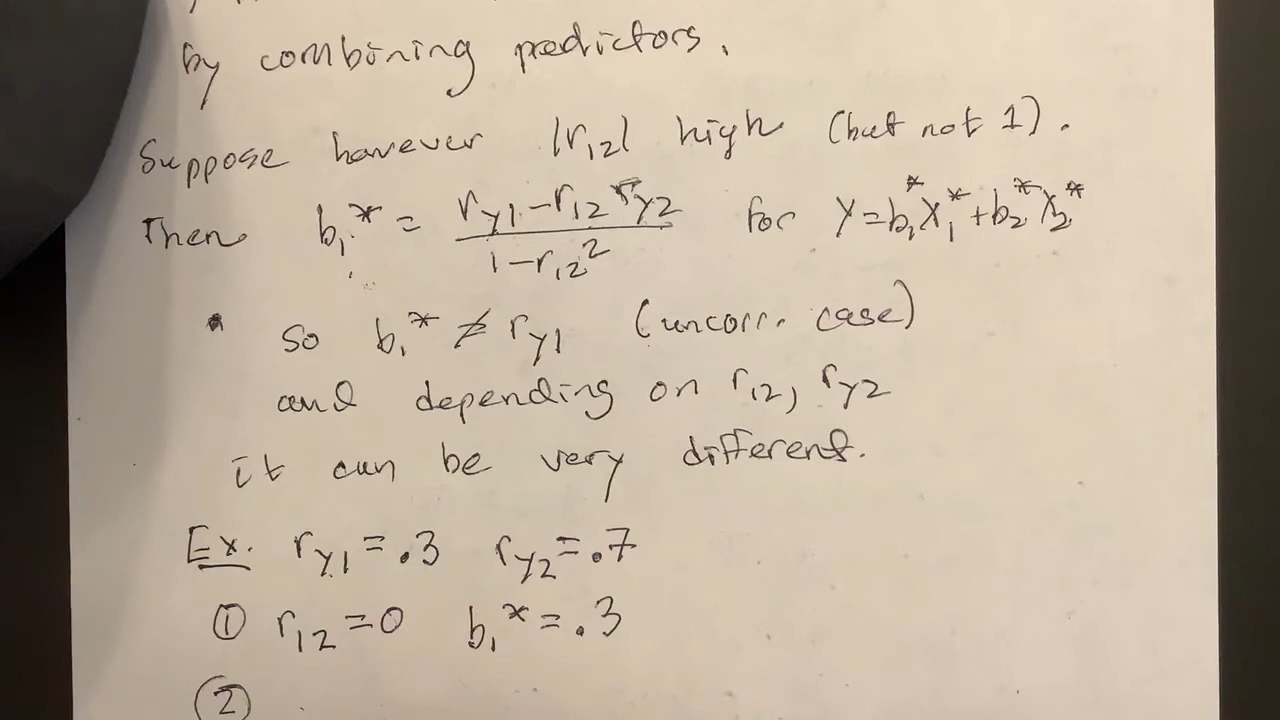 by combining predictors.
Suppose however |r12| high (but not 1).
Then b1* = (ry1 - r12 ry2) / (1 - r12²) for Y = b1* X1* + b2* X2*
• So b1* ≠ ry1 (uncorr. case)
and depending on r12, ry2
it can be very different.
Ex. ry1 = .3 ry2 = .7
① r12 = 0 b1* = .3
②